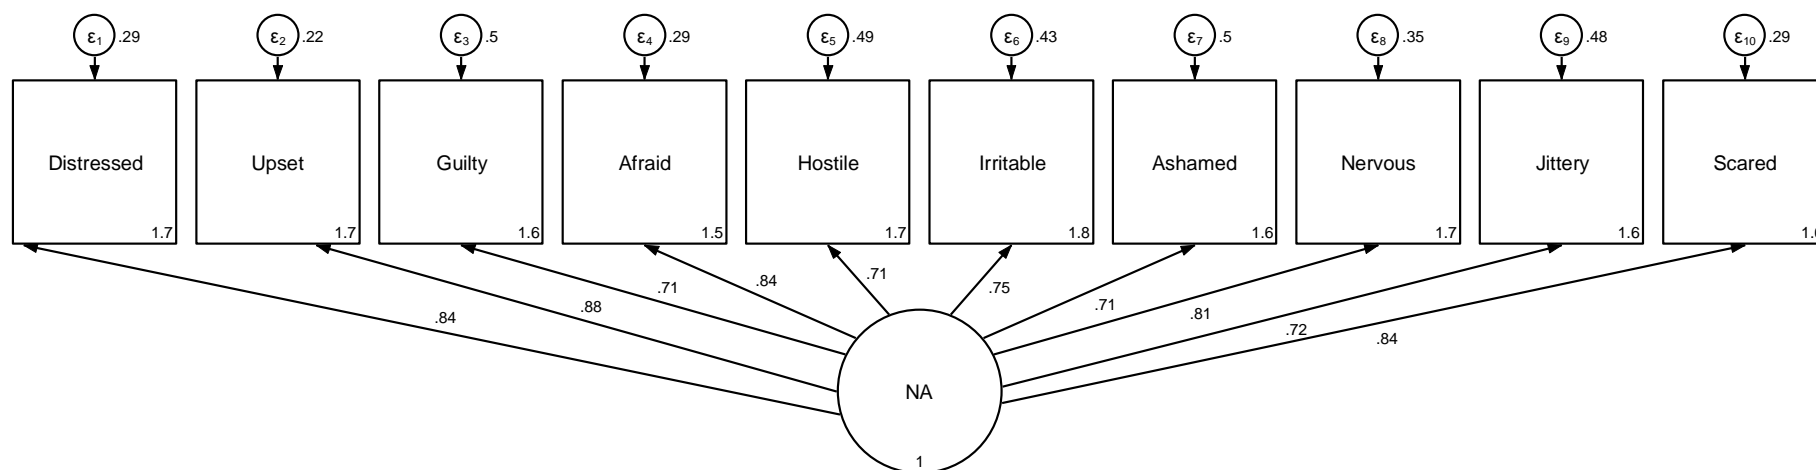 ε1 .29 ε2 .22 ε3 .5 ε4 .29 ε5 .49 ε6 .43 ε7 .5 ε8 .35 ε9 .48 ε10 .29
Distressed Upset Guilty Afraid Hostile Irritable Ashamed Nervous Jittery Scared
1.7 1.7 1.6 1.5 1.7 1.8 1.6 1.7 1.6
.84 .88 .71 .84 .71 .75 .71 .81 .72 .84
NA
1